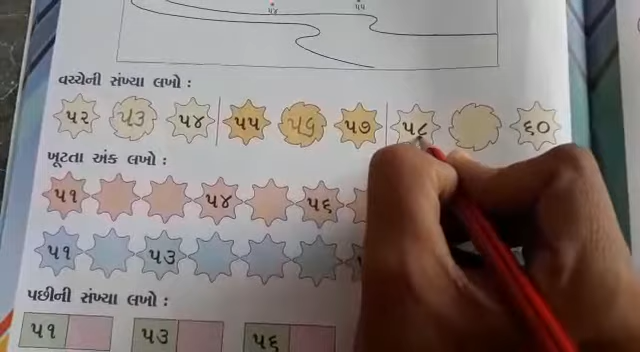 ૫૪ ૫૫
વચ્ચેની સંખ્યા લખો :
૫૨ ૫૩ ૫૪ ૫૫ ૫૬ ૫૭ ૫૮ ૬૦
ખૂટતા અંક લખો :
૫૧ ૫૪ ૫૬
૫૧ ૫૩
પછીની સંખ્યા લખો :
૫૧ ૫૩ ૫૬